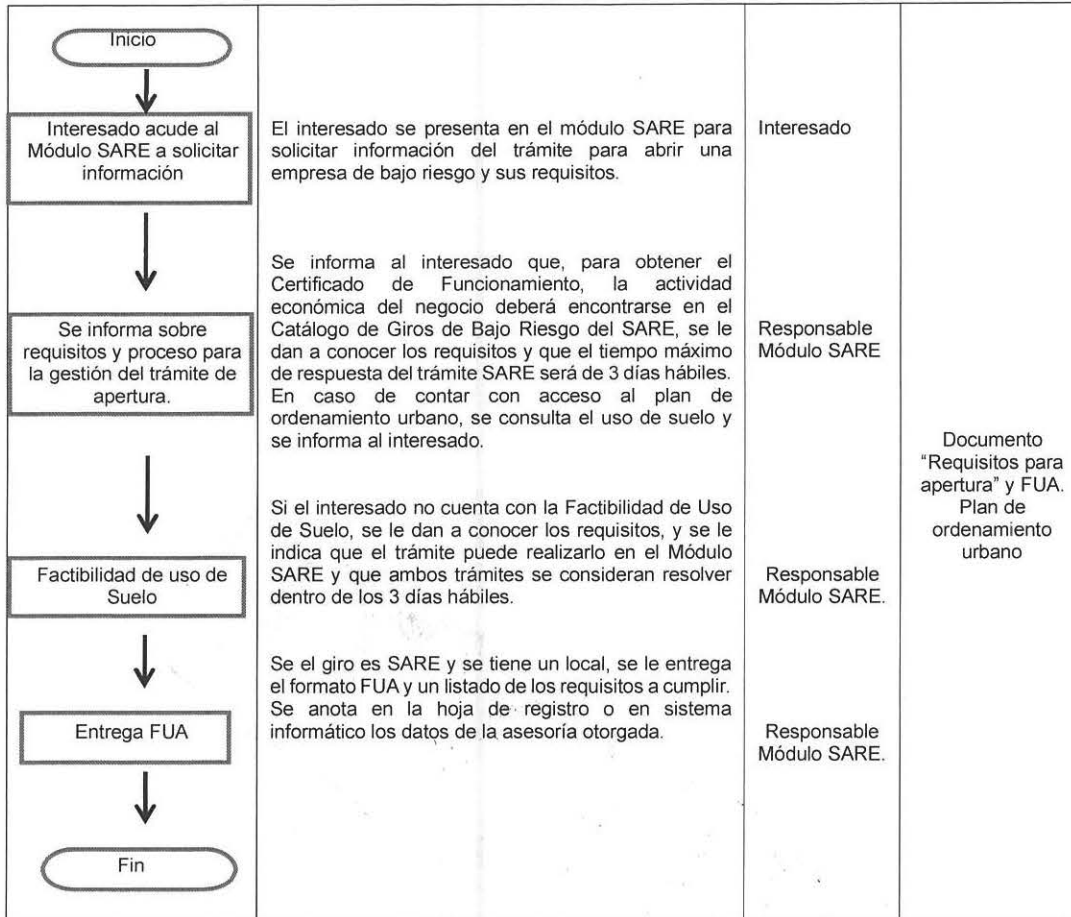 Inicio
Interesado acude al
Módulo SARE a solicitar
información
El interesado se presenta en el módulo SARE para
solicitar información del trámite para abrir una
empresa de bajo riesgo y sus requisitos.
Interesado
Se informa sobre
requisitos y proceso para
la gestión del trámite de
apertura.
Se informa al interesado que, para obtener el
Certificado de Funcionamiento, la actividad
económica del negocio deberá encontrarse en el
Catálogo de Giros de Bajo Riesgo del SARE, se le
dan a conocer los requisitos y que el tiempo máximo
de respuesta del trámite SARE será de 3 días hábiles.
En caso de contar con acceso al plan de
ordenamiento urbano, se consulta el uso de suelo y
se informa al interesado.
Responsable
Módulo SARE
Factibilidad de uso de
Suelo
Si el interesado no cuenta con la Factibilidad de Uso
de Suelo, se le dan a conocer los requisitos, y se le
indica que el trámite puede realizarlo en el Módulo
SARE y que ambos trámites se consideran resolver
dentro de los 3 días hábiles.
Responsable
Módulo SARE.
Entrega FUA
Se el giro es SARE y se tiene un local, se le entrega
el formato FUA y un listado de los requisitos a cumplir.
Se anota en la hoja de registro o en sistema
informático los datos de la asesoría otorgada.
Responsable
Módulo SARE.
Documento
“Requisitos para
apertura” y FUA.
Plan de
ordenamiento
urbano
Fin